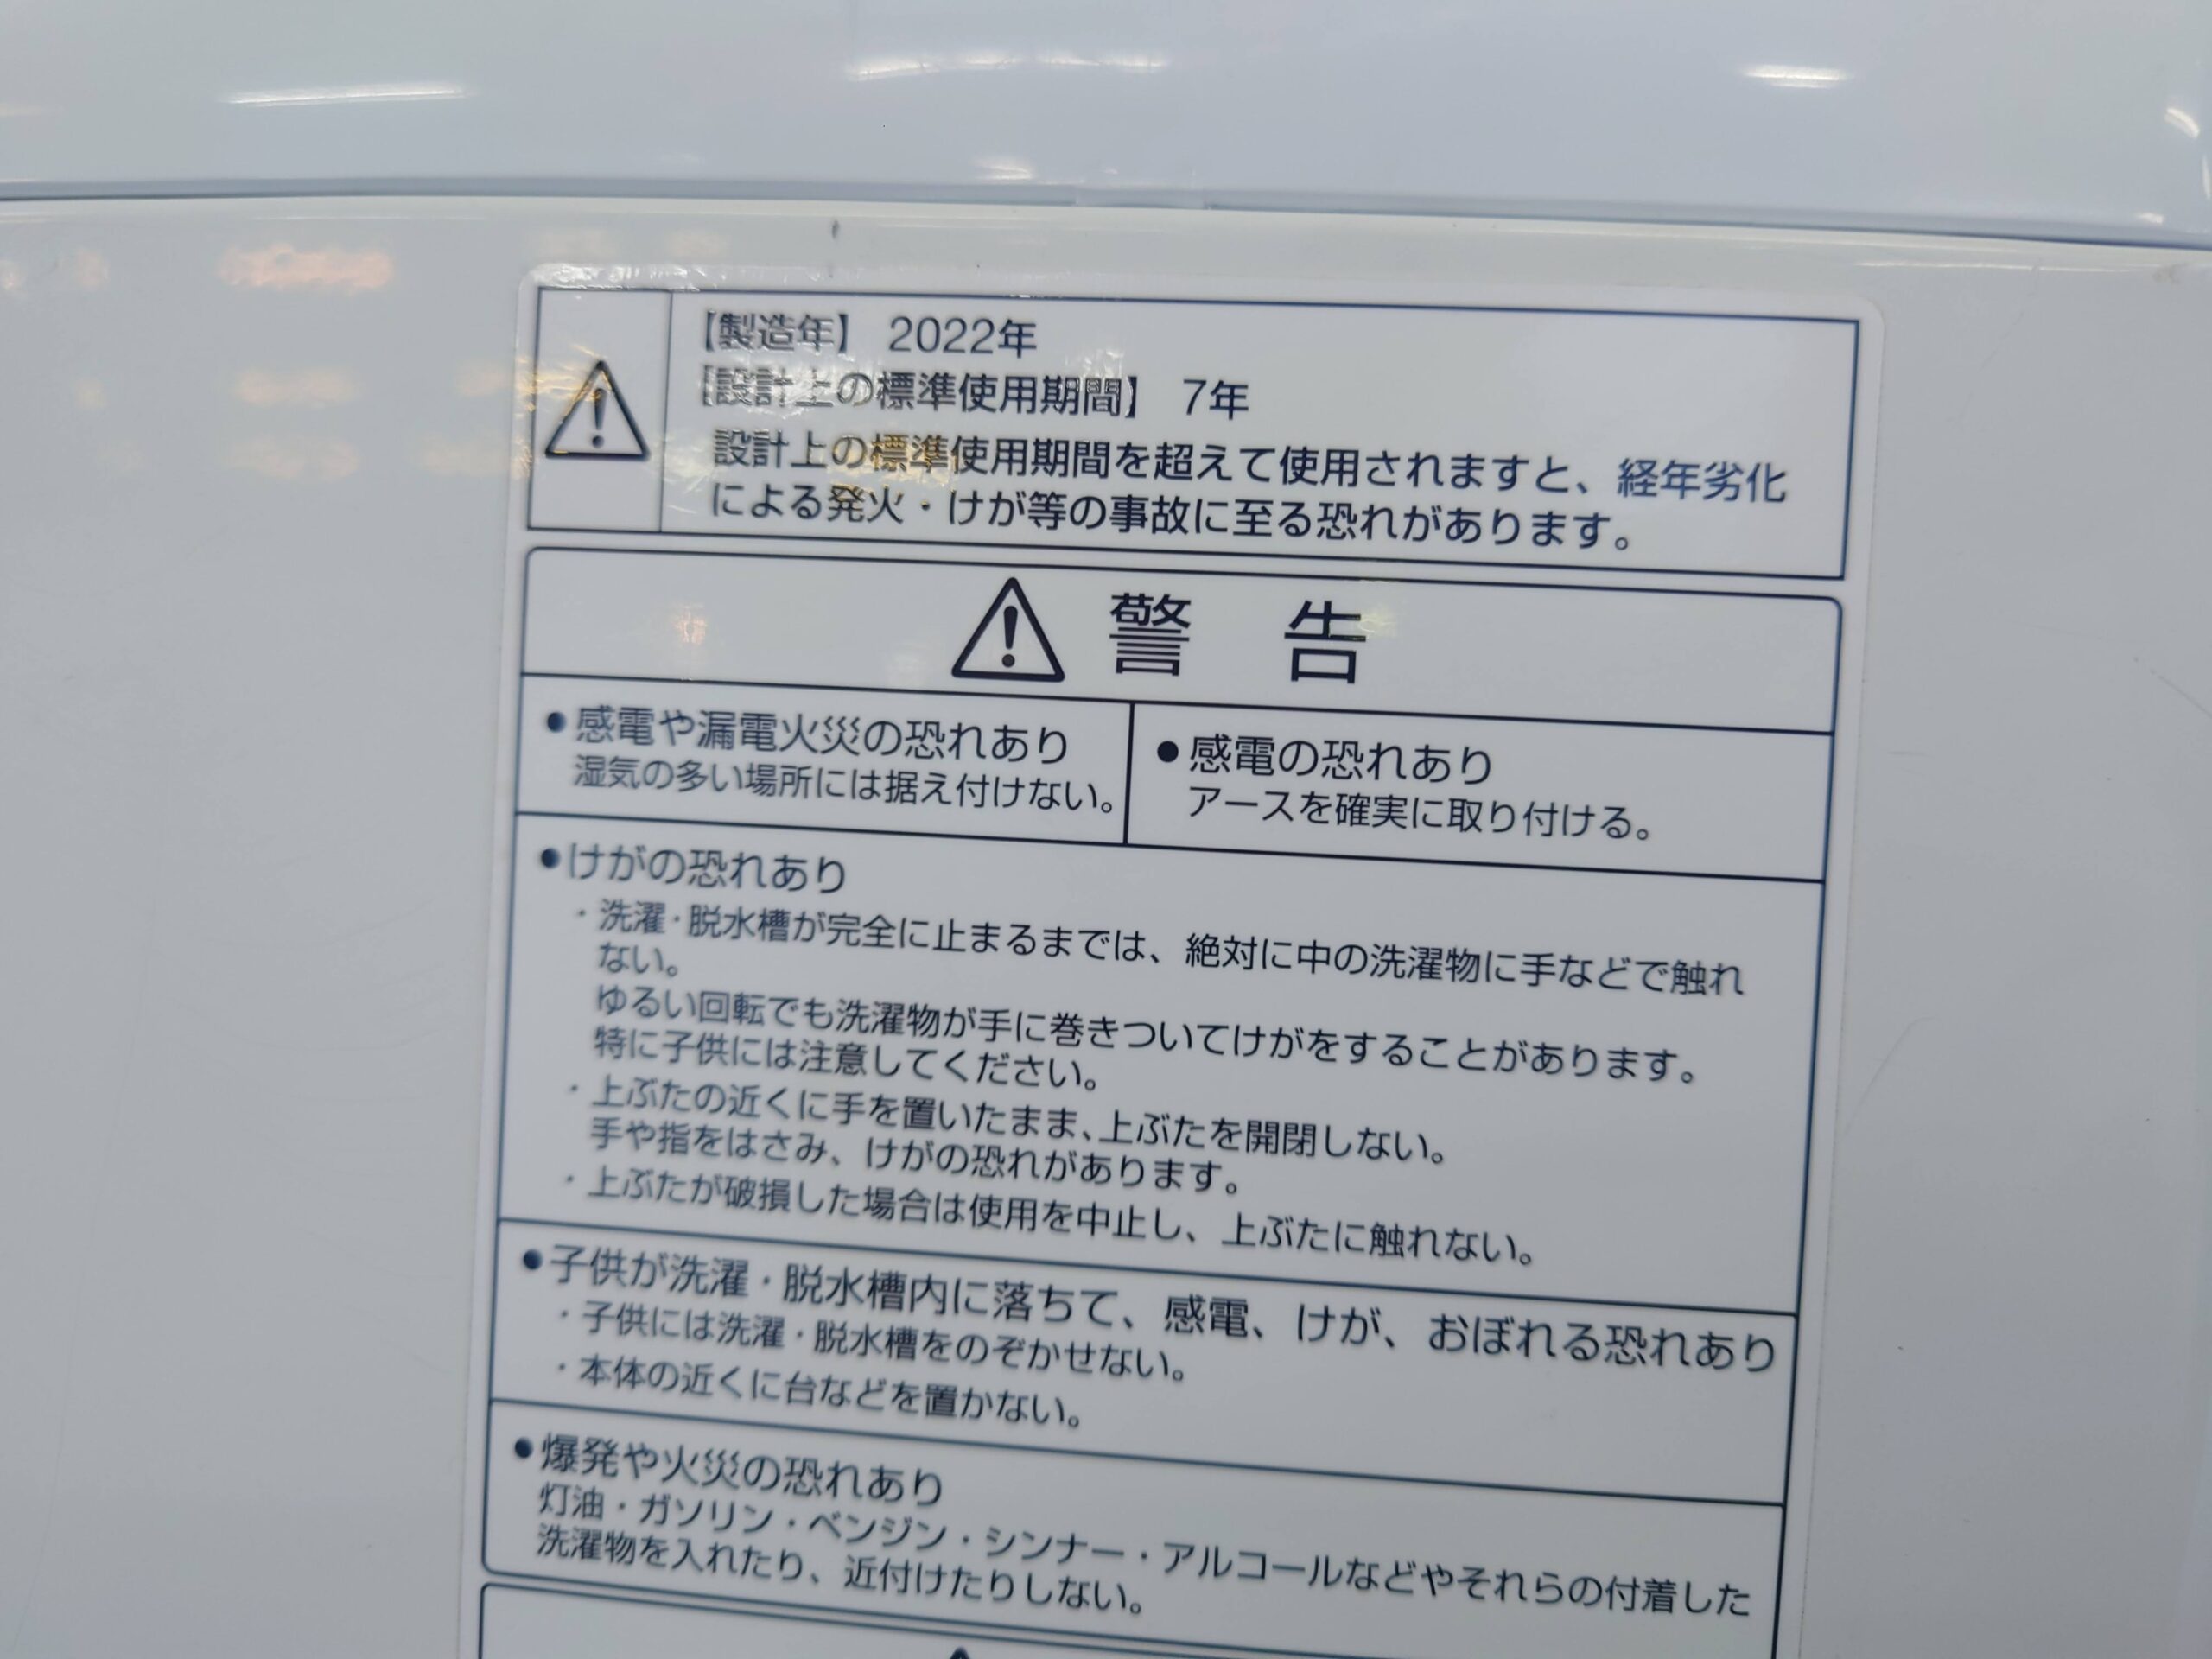 【製造年】 2022年
【設計上の標準使用期間】 7年
設計上の標準使用期間を超えて使用されますと、経年劣化
による発火・けが等の事故に至る恐れがあります。
警 告
●感電や漏電火災の恐れあり
湿気の多い場所には据え付けない。
●感電の恐れあり
アースを確実に取り付ける。
●けがの恐れあり
・洗濯・脱水槽が完全に止まるまでは、絶対に中の洗濯物に手などで触れ
ない。
ゆるい回転でも洗濯物が手に巻きついてけがをすることがあります。
特に子供には注意してください。
・上ぶたの近くに手を置いたまま、上ぶたを開閉しない。
手や指をはさみ、けがの恐れがあります。
・上ぶたが破損した場合は使用を中止し、上ぶたに触れない。
●子供が洗濯・脱水槽内に落ちて、感電、けが、おぼれる恐れあり
・子供には洗濯・脱水槽をのぞかせない。
・本体の近くに台などを置かない。
●爆発や火災の恐れあり
灯油・ガソリン・ベンジン・シンナー・アルコールなどやそれらの付着した
洗濯物を入れたり、近付けたりしない。